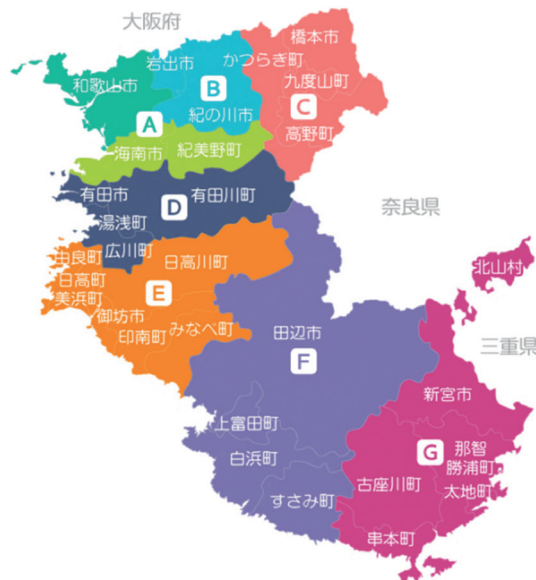 大阪府
橋本市
岩出市
かつらぎ町
和歌山市
九度山町
B
C
紀の川市
A
高野町
海南市
紀美野町
有田市
有田川町
D
奈良県
湯浅町
広川町
由良町
日高川町
北山村
日高町
美浜町
E
御坊市
みなべ町
印南町
田辺市
三重県
F
新宮市
上富田町
G
那智
勝浦町
白浜町
古座川町
太地町
すさみ町
串本町